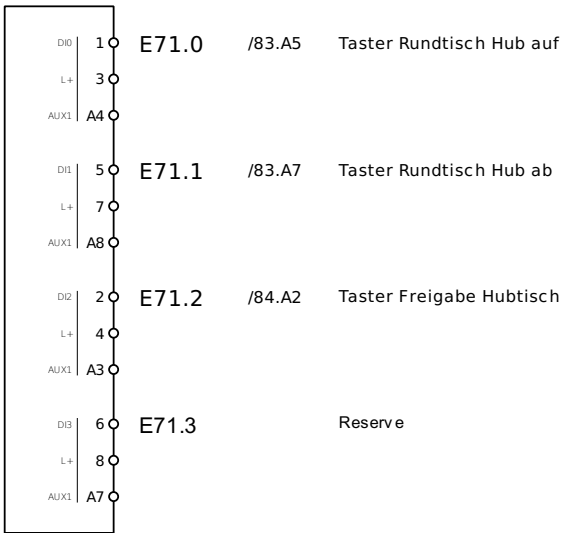 DI0 1 E71.0 /83.A5 Taster Rundtisch Hub auf
L+ 3
AUX1 A4
DI1 5 E71.1 /83.A7 Taster Rundtisch Hub ab
L+ 7
AUX1 A8
DI2 2 E71.2 /84.A2 Taster Freigabe Hubtisch
L+ 4
AUX1 A3
DI3 6 E71.3 Reserve
L+ 8
AUX1 A7